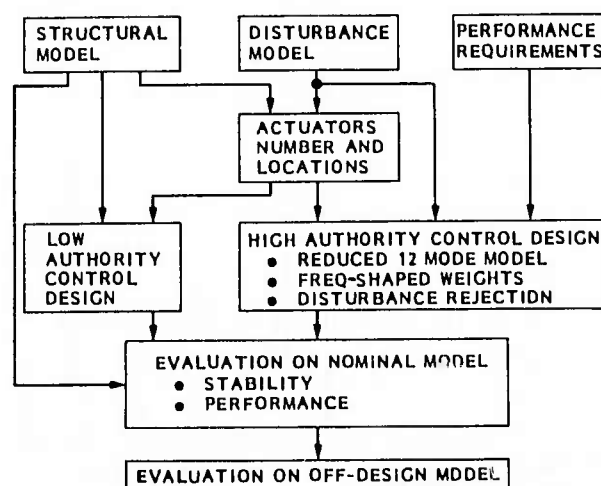 STRUCTURAL
MODEL
DISTURBANCE
MODEL
PERFORMANCE
REQUIREMENTS
ACTUATORS
NUMBER AND
LOCATIONS
LOW
AUTHORITY
CONTROL
DESIGN
HIGH AUTHORITY CONTROL DESIGN
● REDUCED 12 MODE MODEL
● FREQ-SHAPED WEIGHTS
● DISTURBANCE REJECTION
EVALUATION ON NOMINAL MODEL
● STABILITY
● PERFORMANCE
EVALUATION ON OFF-DESIGN MODEL